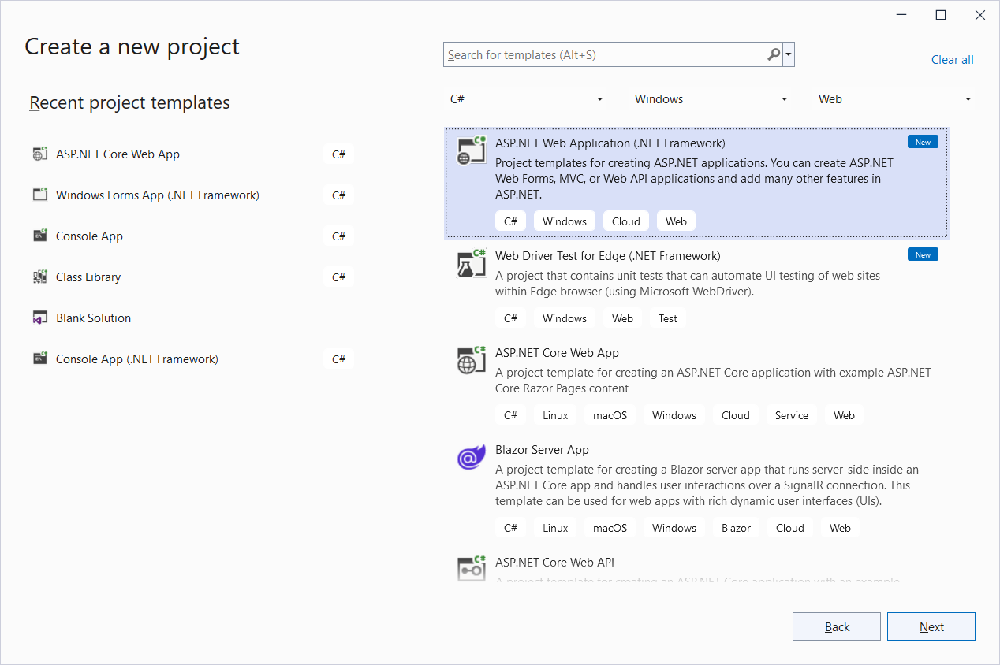 Create a new project
Search for templates (Alt+S)
Clear all
Recent project templates
C#
Windows
Web
ASP.NET Core Web App
C#
Windows Forms App (.NET Framework)
C#
Console App
C#
Class Library
C#
Blank Solution
Console App (.NET Framework)
C#
ASP.NET Web Application (.NET Framework)
New
Project templates for creating ASP.NET applications. You can create ASP.NET
Web Forms, MVC, or Web API applications and add many other features in
ASP.NET.
C# Windows Cloud Web
Web Driver Test for Edge (.NET Framework)
New
A project that contains unit tests that can automate UI testing of web sites
within Edge browser (using Microsoft WebDriver).
C# Windows Web Test
ASP.NET Core Web App
A project template for creating an ASP.NET Core application with example ASP.NET
Core Razor Pages content
C# Linux macOS Windows Cloud Service Web
Blazor Server App
A project template for creating a Blazor server app that runs server-side inside an
ASP.NET Core app and handles user interactions over a SignalR connection. This
template can be used for web apps with rich dynamic user interfaces (UIs).
C# Linux macOS Windows Blazor Cloud Web
ASP.NET Core Web API
A project template for creating an ASP.NET Core application with an example
Back
Next